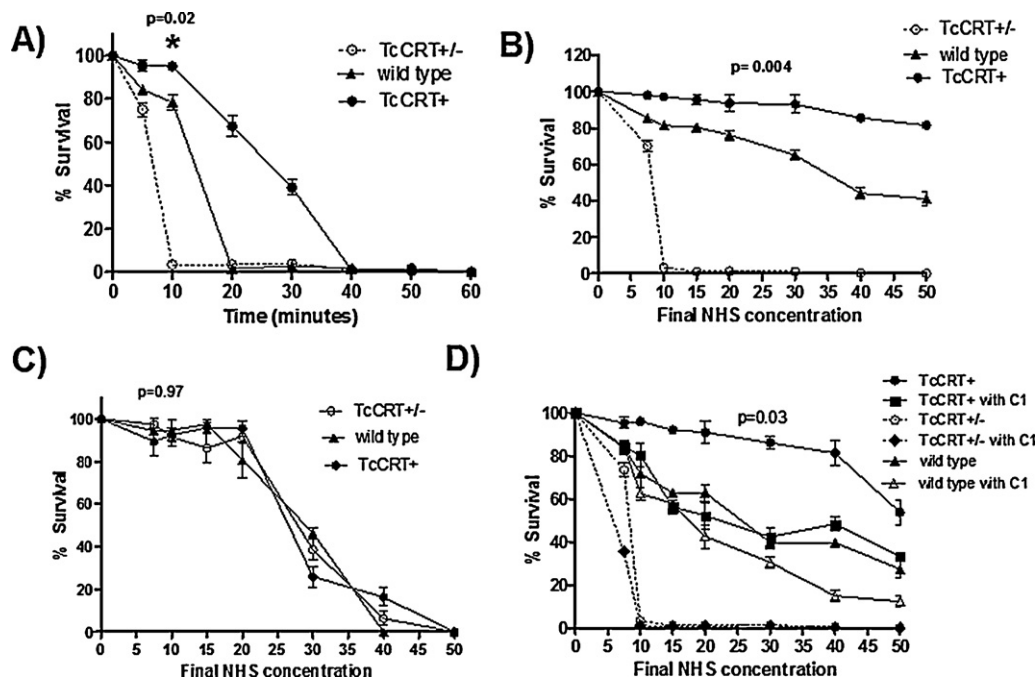 A)
p=0.02
*
TcCRT+/-
wild type
TcCRT+
% Survival
100
80
60
40
20
0
0 10 20 30 40 50 60
Time (minutes)
B)
p= 0.004
TcCRT+/-
wild type
TcCRT+
% Survival
120
100
80
60
40
20
0
0 5 10 15 20 25 30 35 40 45 50
Final NHS concentration
C)
p=0.97
TcCRT+/-
wild type
TcCRT+
% Survival
100
80
60
40
20
0
0 5 10 15 20 25 30 35 40 45 50
Final NHS concentration
D)
p=0.03
TcCRT+
TcCRT+ with C1
TcCRT+/-
TcCRT+/- with C1
wild type
wild type with C1
% Survival
100
80
60
40
20
0
0 5 10 15 20 25 30 35 40 45 50
Final NHS concentration